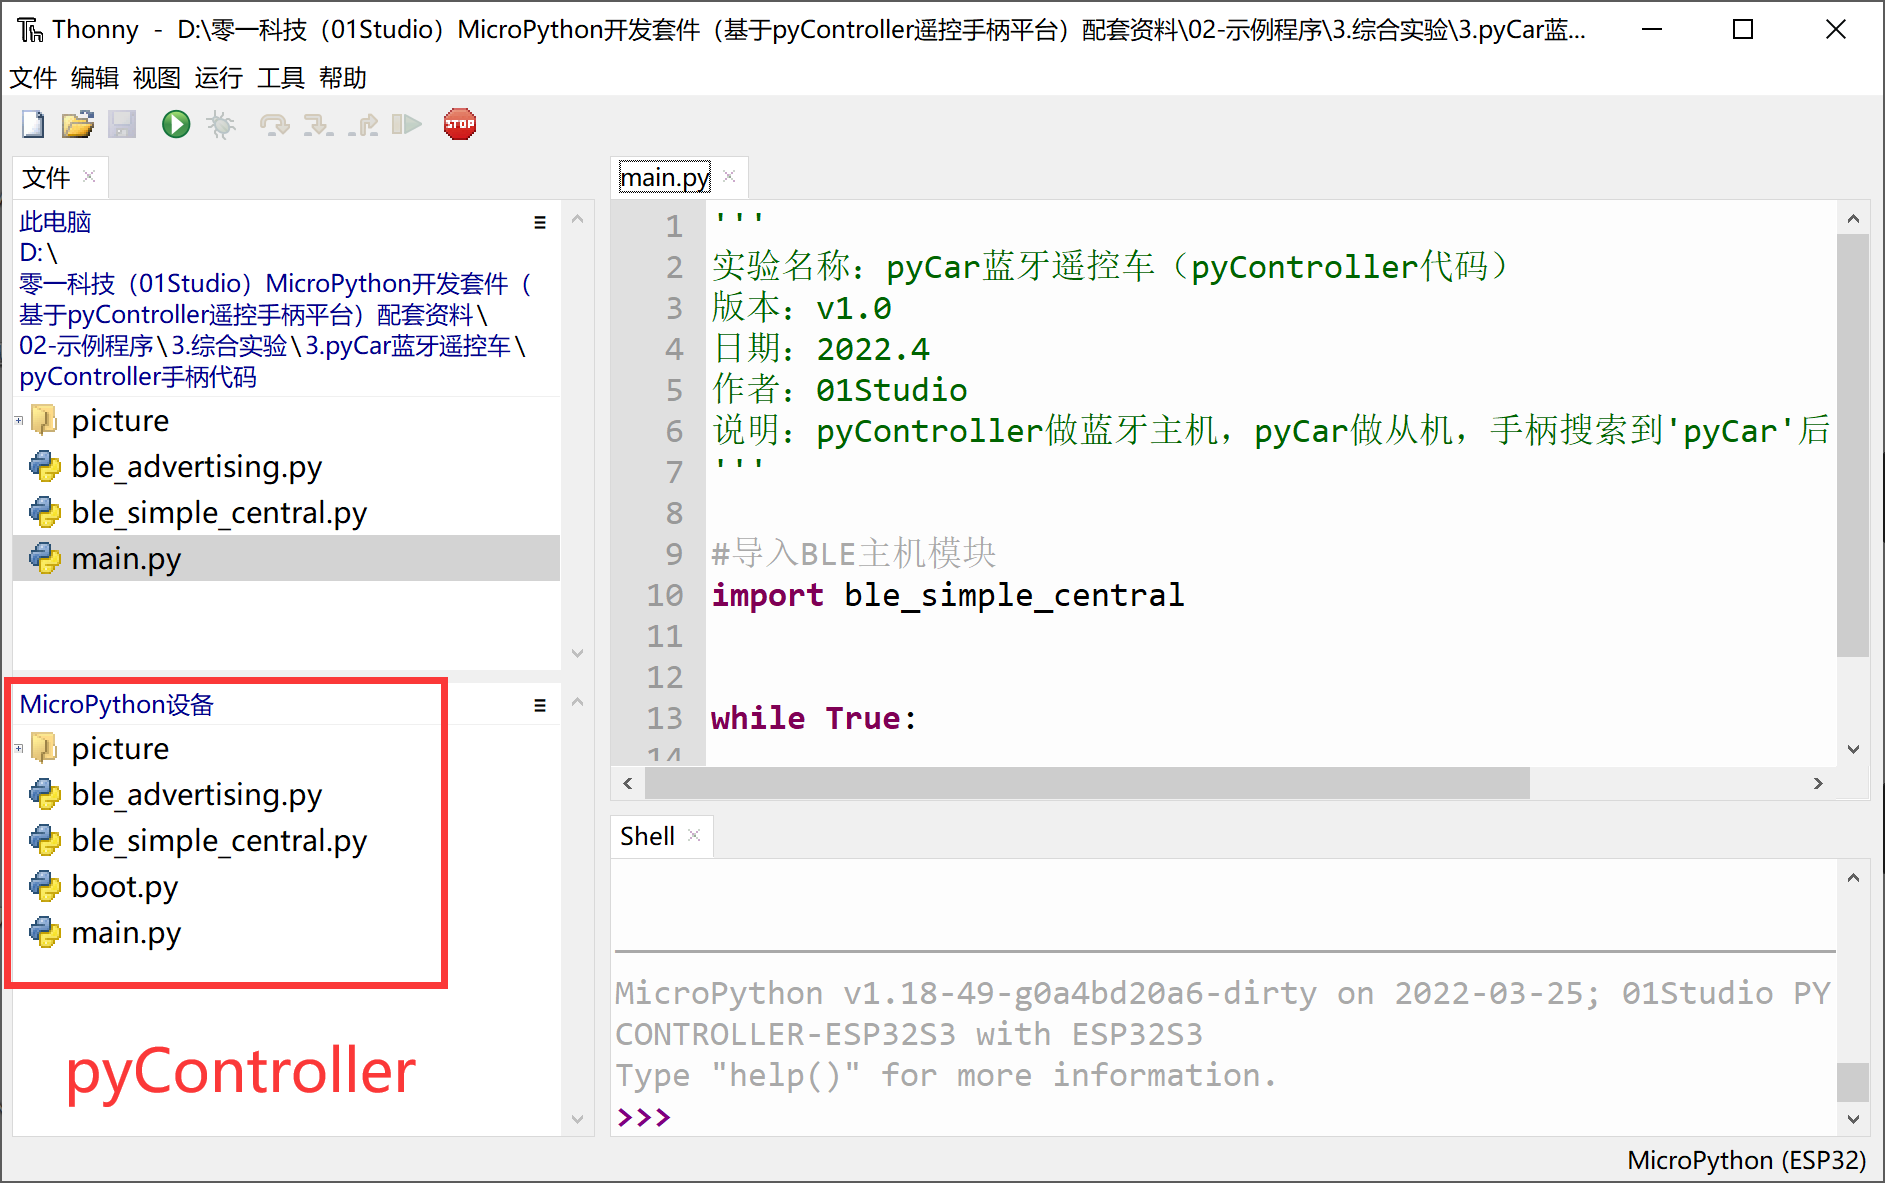 Thonny - D:\零一科技（01Studio）MicroPython开发套件（基于pyController遥控手柄平台）配套资料\02-示例程序\3.综合实验\3.pyCar蓝...
文件 编辑 视图 运行 工具 帮助
STOP
文件
此电脑
D:\
零一科技（01Studio）MicroPython开发套件（
基于pyController遥控手柄平台）配套资料\
02-示例程序\3.综合实验\3.pyCar蓝牙遥控车\
pyController手柄代码
picture
ble_advertising.py
ble_simple_central.py
main.py
MicroPython设备
picture
ble_advertising.py
ble_simple_central.py
boot.py
main.py
pyController
main.py
1 '''
2 实验名称：pyCar蓝牙遥控车（pyController代码）
3 版本：v1.0
4 日期：2022.4
5 作者：01Studio
6 说明：pyController做蓝牙主机，pyCar做从机，手柄搜索到'pyCar'后
7 '''
8
9 #导入BLE主机模块
10 import ble_simple_central
11
12
13 while True:
14
Shell
MicroPython v1.18-49-g0a4bd20a6-dirty on 2022-03-25; 01Studio PY
CONTROLLER-ESP32S3 with ESP32S3
Type "help()" for more information.
>>>
MicroPython (ESP32)